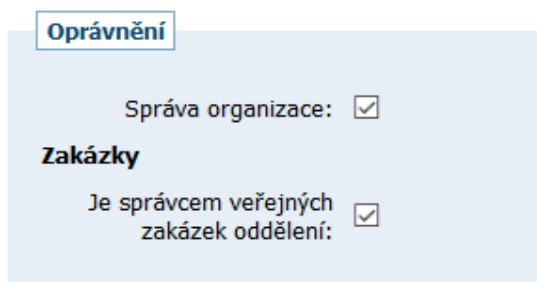 Oprávnění
Správa organizace:
Zakázky
Je správcem veřejných
zakázek oddělení: